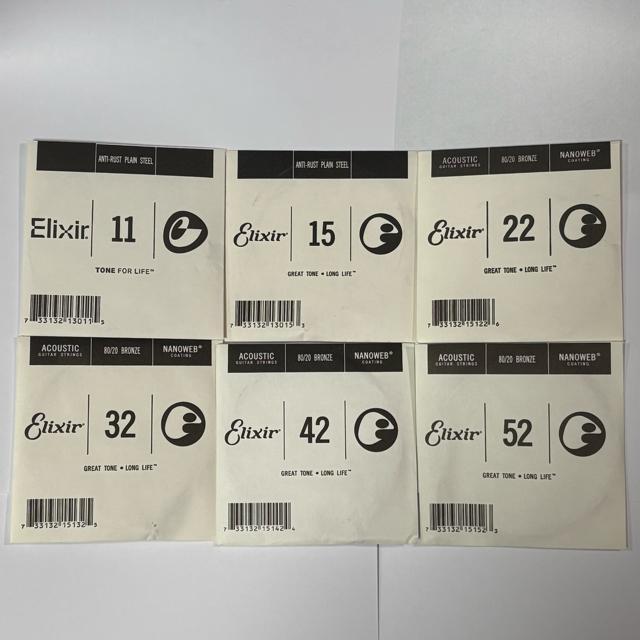 ANTI-RUST PLAIN STEEL
Elixir.
11
TONE FOR LIFE™
7 33132 13011 5
ANTI-RUST PLAIN STEEL
Elixir
15
GREAT TONE • LONG LIFE™
7 33132 13015 3
ACOUSTIC
GUITAR STRINGS
80/20 BRONZE
NANOWEB®
COATING
Elixir
22
GREAT TONE • LONG LIFE™
7 33132 15122 6
ACOUSTIC
GUITAR STRINGS
80/20 BRONZE
NANOWEB®
COATING
Elixir
32
GREAT TONE • LONG LIFE™
7 33132 15132 5
ACOUSTIC
GUITAR STRINGS
80/20 BRONZE
NANOWEB®
COATING
Elixir
42
GREAT TONE • LONG LIFE™
7 33132 15142 4
ACOUSTIC
GUITAR STRINGS
80/20 BRONZE
NANOWEB®
COATING
Elixir
52
GREAT TONE • LONG LIFE™
7 33132 15152 3